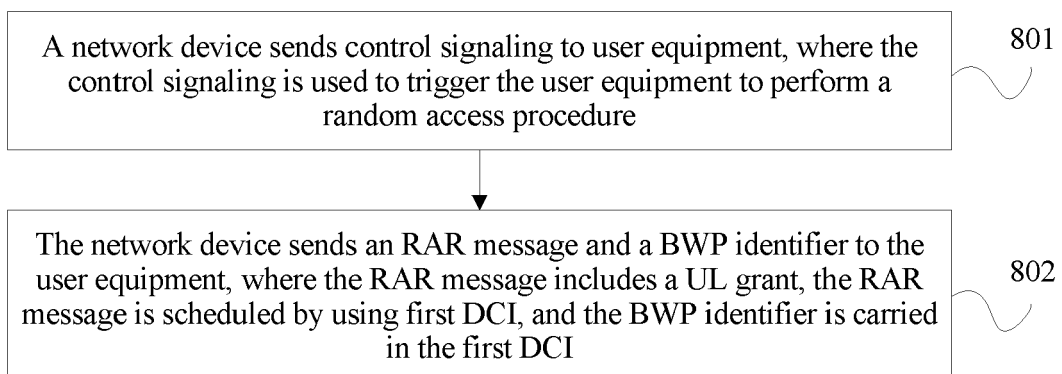 A network device sends control signaling to user equipment, where the
control signaling is used to trigger the user equipment to perform a
random access procedure
801
The network device sends an RAR message and a BWP identifier to the
user equipment, where the RAR message includes a UL grant, the RAR
message is scheduled by using first DCI, and the BWP identifier is carried
in the first DCI
802